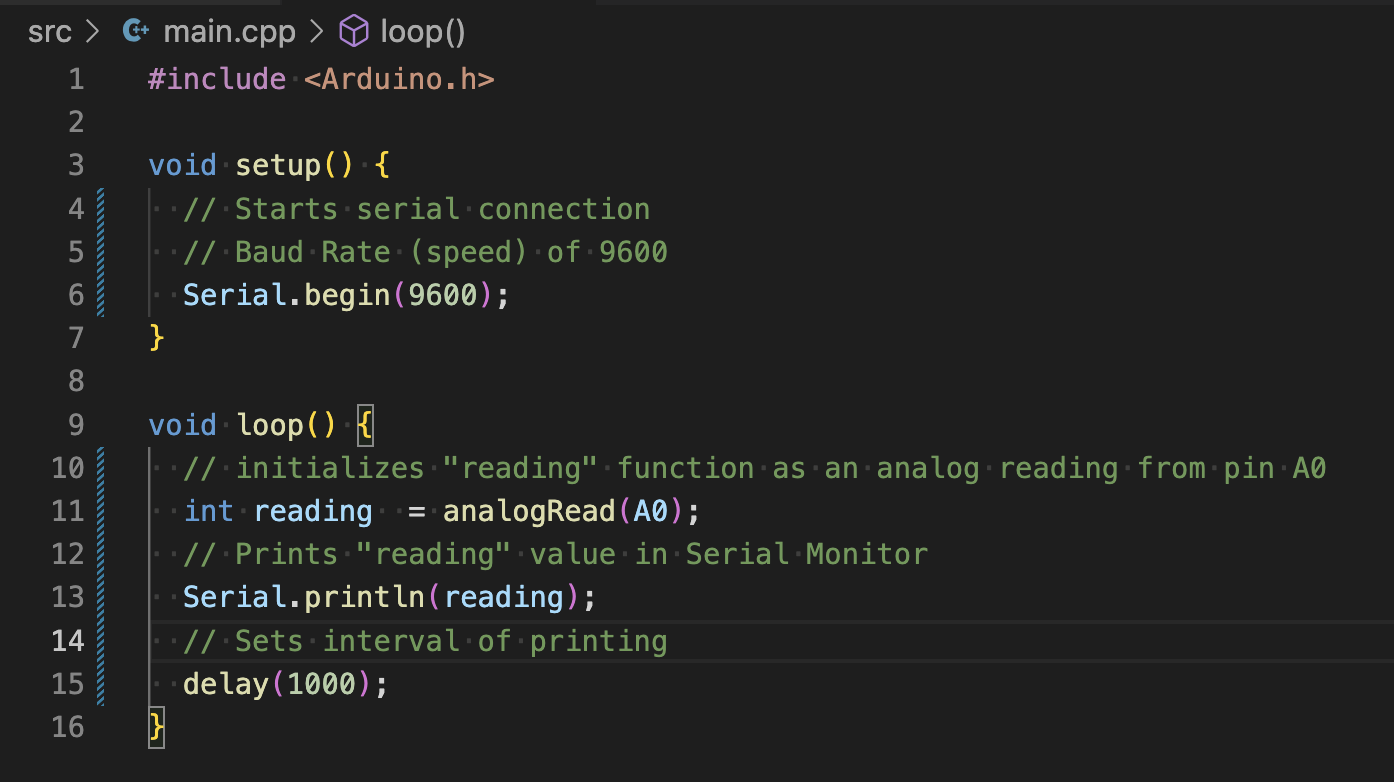 src > main.cpp > loop()
1 #include <Arduino.h>
2
3 void setup() {
4   // Starts serial connection
5   // Baud Rate (speed) of 9600
6   Serial.begin(9600);
7 }
8
9 void loop() {
10   // initializes "reading" function as an analog reading from pin A0
11   int reading  = analogRead(A0);
12   // Prints "reading" value in Serial Monitor
13   Serial.println(reading);
14   // Sets interval of printing
15   delay(1000);
16 }